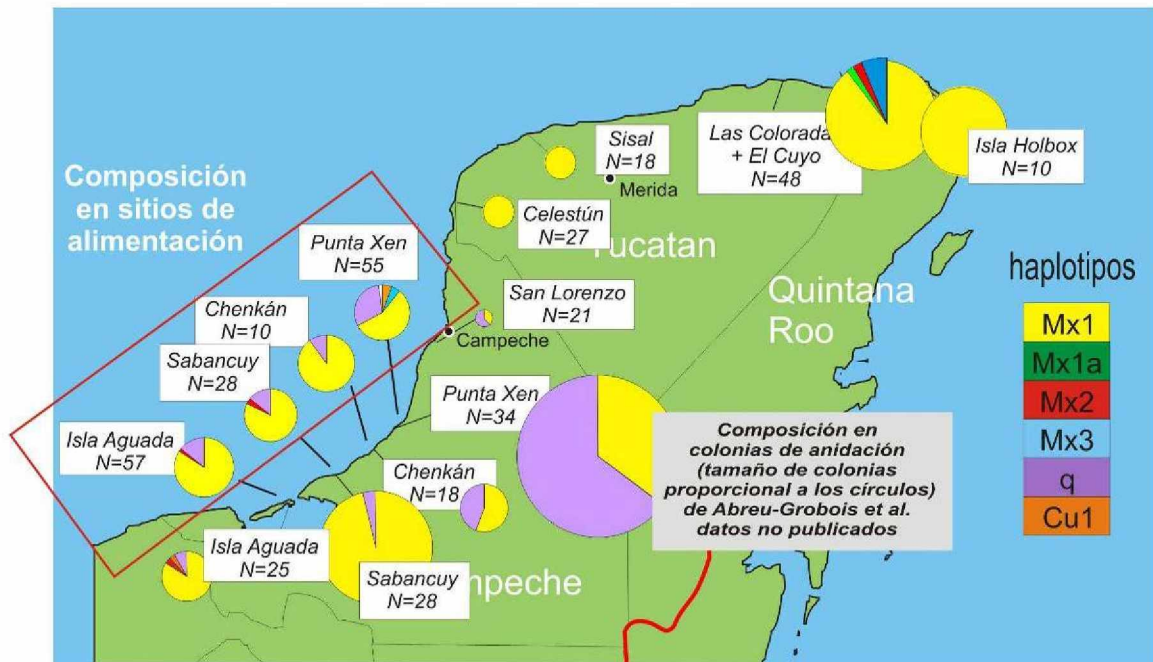 Composición
en sitios de
alimentación
Punta Xen
N=55
Chenkán
N=10
Sabancuy
N=28
Isla Aguada
N=57
Sisal
N=18
Merida
Celestún
N=27
Las Colorada
+ El Cuyo
N=48
Isla Holbox
N=10
Yucatan
San Lorenzo
N=21
Campeche
Quintana
Roo
Punta Xen
N=34
Chenkán
N=18
Isla Aguada
N=25
Sabancuy
N=28
mpeche
Composición en
colonias de anidación
(tamaño de colonias
proporcional a los círculos)
de Abreu-Grobois et al.
datos no publicados
haplotipos
Mx1
Mx1a
Mx2
Mx3
q
Cu1